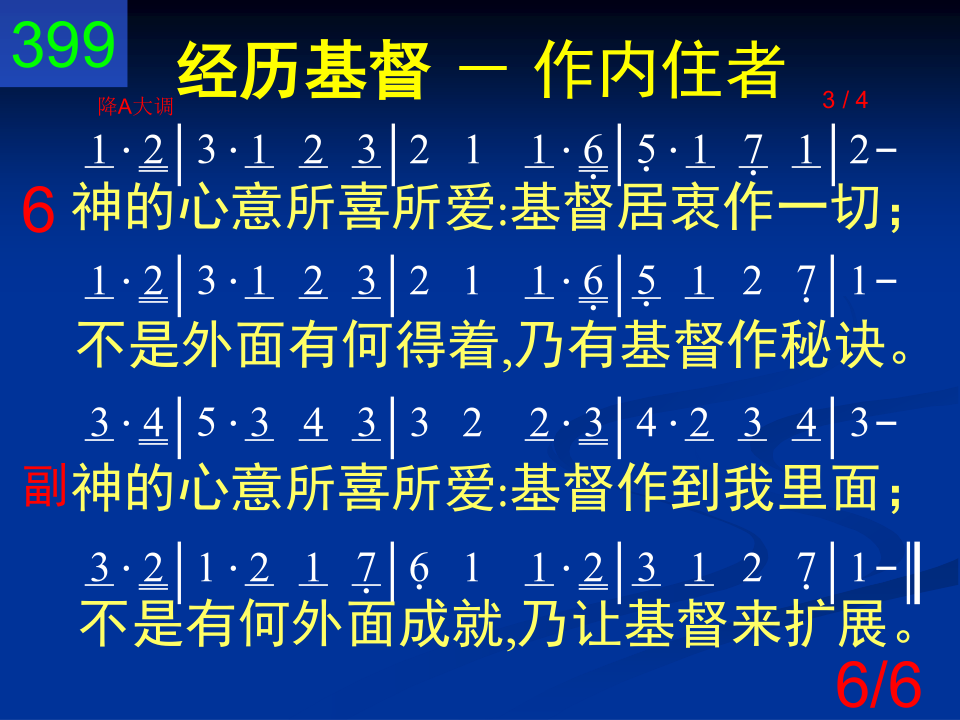 399
经历基督 － 作内住者
降A大调
3 / 4
1 · 2 | 3 · 1 2 3 | 2 1 1 · 6̣ | 5̣ · 1 7̣ 1 | 2–
6 神的心意所喜所爱:基督居衷作一切；
1 · 2 | 3 · 1 2 3 | 2 1 1 · 6̣ | 5̣ 1 2 7̣ | 1–
不是外面有何得着,乃有基督作秘诀。
3 · 4 | 5 · 3 4 3 | 3 2 2 · 3 | 4 · 2 3 4 | 3–
副 神的心意所喜所爱:基督作到我里面；
3 · 2 | 1 · 2 1 7̣ | 6̣ 1 1 · 2 | 3 1 2 7̣ | 1–‖
不是有何外面成就,乃让基督来扩展。
6/6